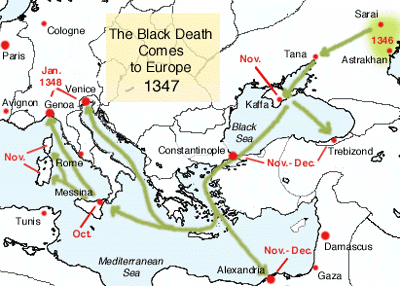 The Black Death
Comes
to Europe
1347
Cologne
Paris
Jan.
1348
Venice
Avignon
Genoa
Nov.
Rome
Messina
Oct.
Tunis
Mediterranean
Sea
Sarai
1346
Astrakhan
Tana
Nov.
Kaffa
Black
Sea
Constantinople
Nov.-Dec.
Trebizond
Nov.-Dec.
Alexandria
Damascus
Gaza